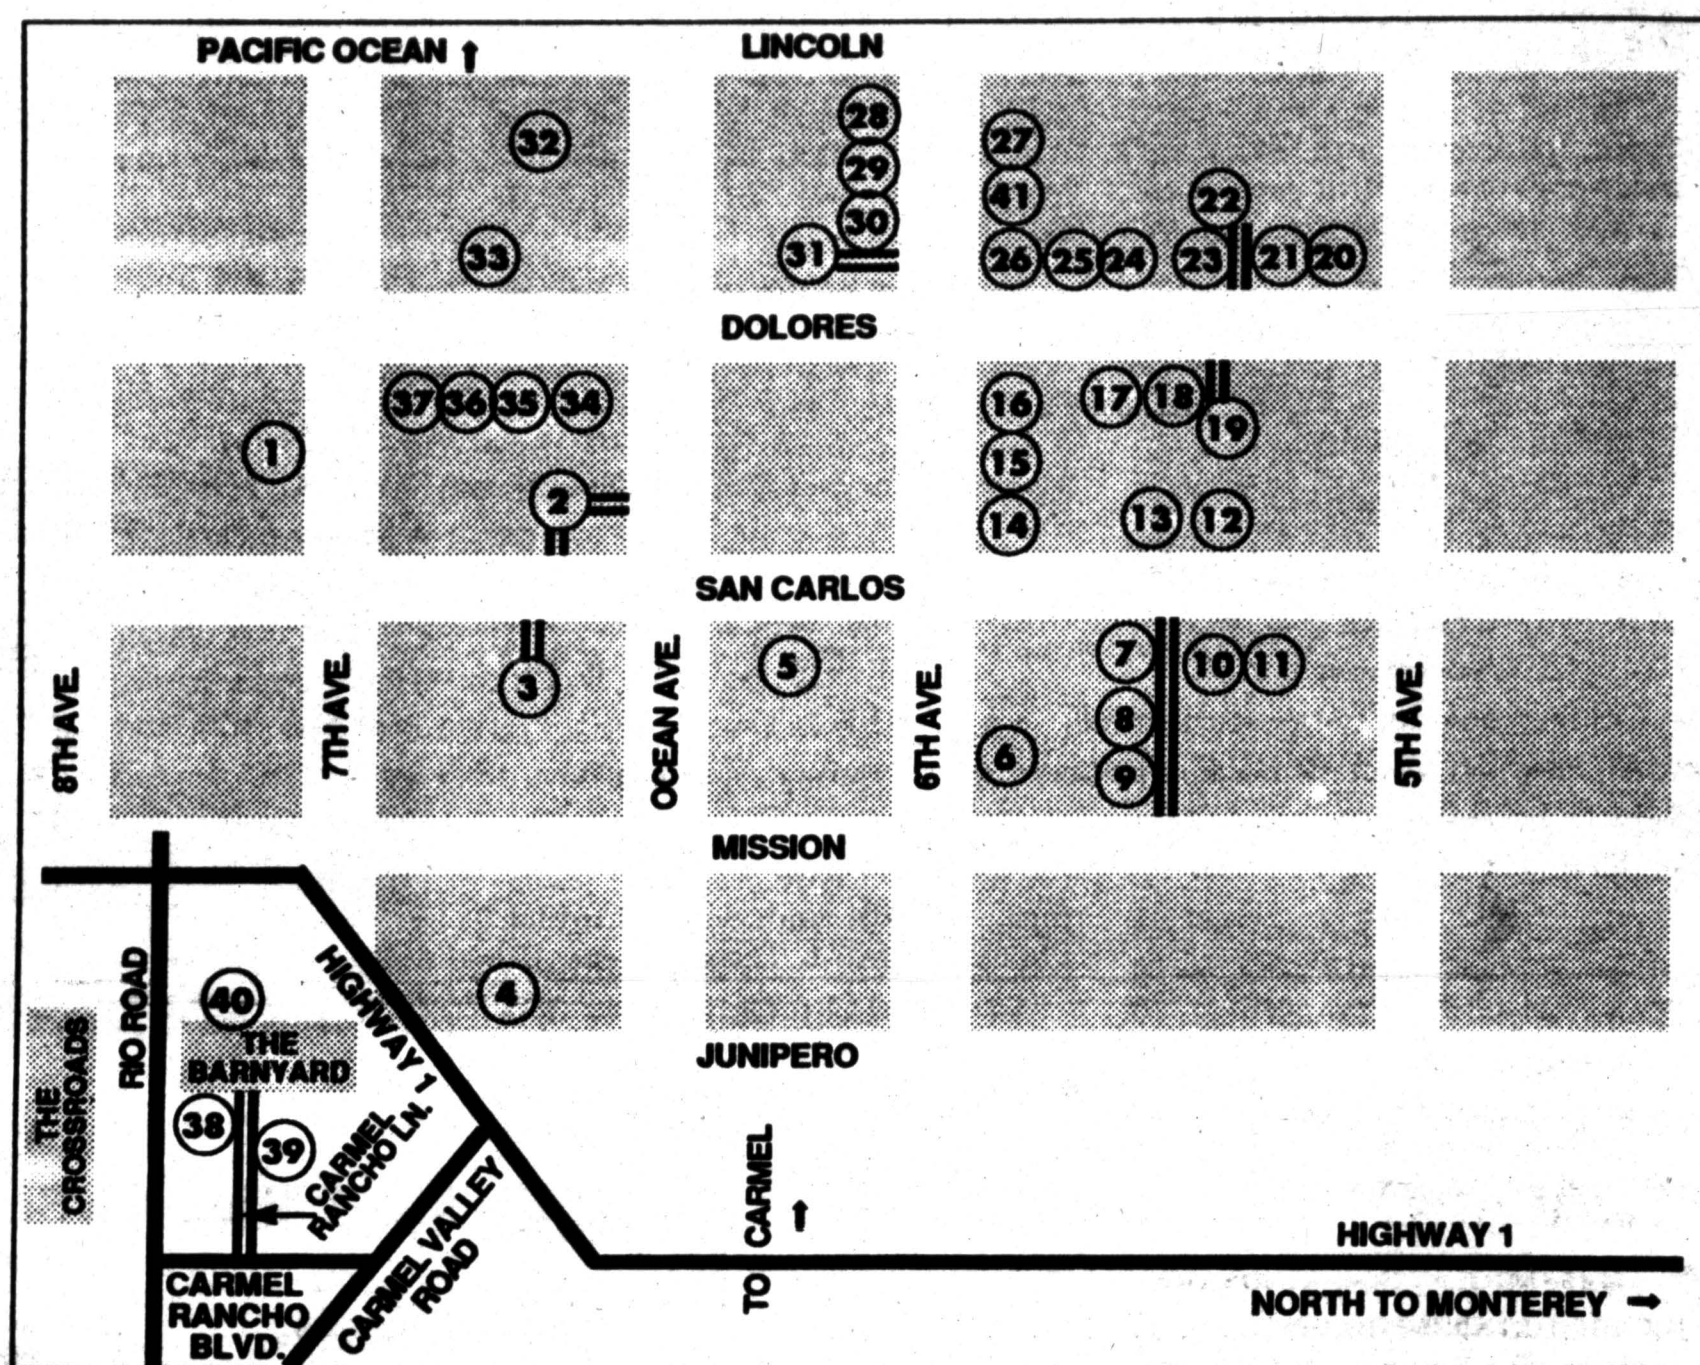 PACIFIC OCEAN ↑
LINCOLN
28
32
27
29
41
22
30
31
33
26 25 24 23 21 20
DOLORES
37 36 35 34
16 17 18
19
1
15
2
14 13 12
SAN CARLOS
8TH AVE.
7TH AVE.
OCEAN AVE.
6TH AVE.
5TH AVE.
7
5
10 11
3
8
6
9
MISSION
4
JUNIPERO
HIGHWAY 1
RIO ROAD
40
THE
BARNYARD
THE
CROSSROADS
38
39
CARMEL
RANCHO LN.
CARMEL
RANCHO
BLVD.
CARMEL VALLEY
ROAD
TO CARMEL →
HIGHWAY 1
NORTH TO MONTEREY →